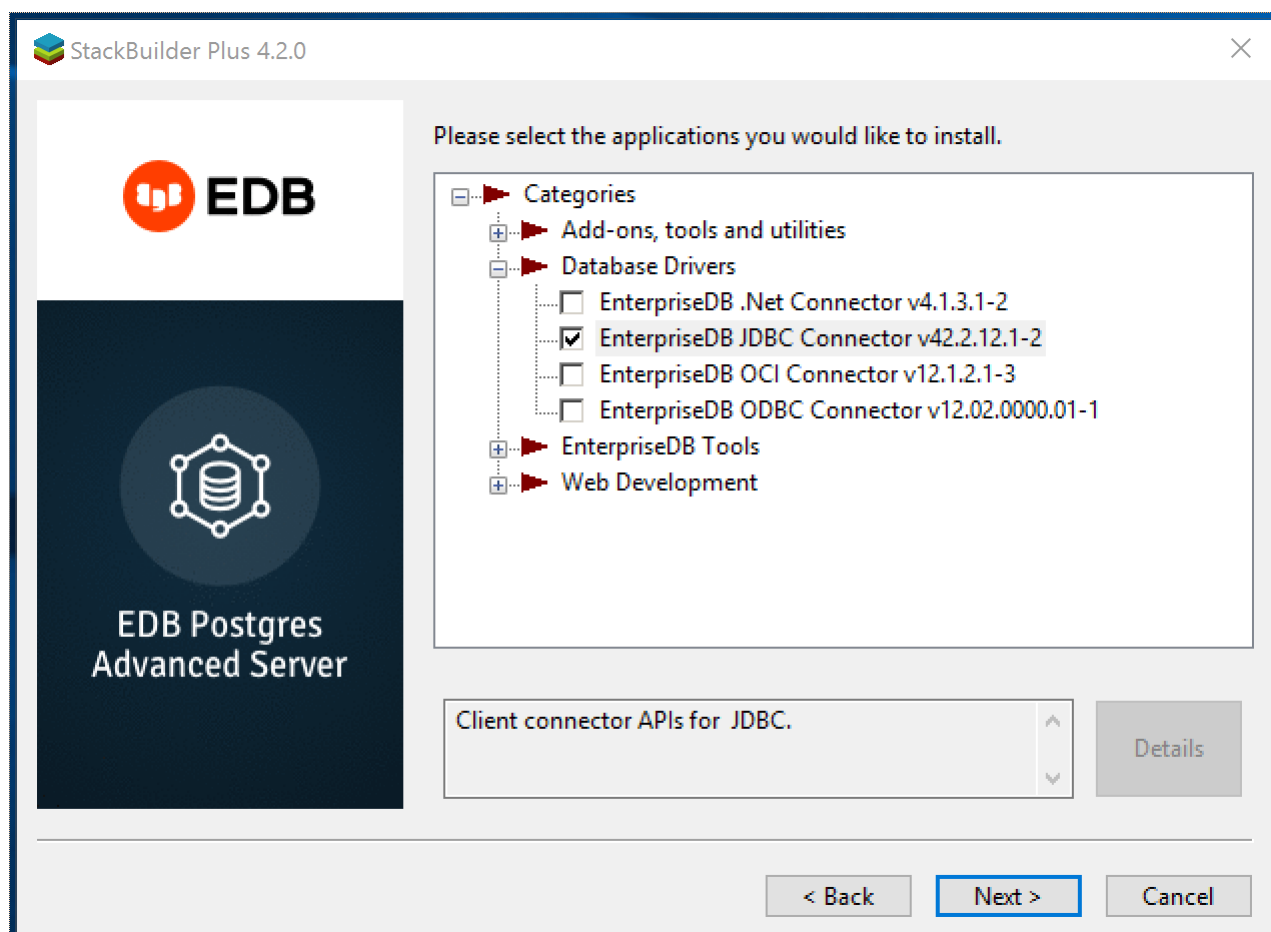 StackBuilder Plus 4.2.0
EDB
EDB Postgres
Advanced Server
Please select the applications you would like to install.
Categories
Add-ons, tools and utilities
Database Drivers
EnterpriseDB .Net Connector v4.1.3.1-2
EnterpriseDB JDBC Connector v42.2.12.1-2
EnterpriseDB OCI Connector v12.1.2.1-3
EnterpriseDB ODBC Connector v12.02.0000.01-1
EnterpriseDB Tools
Web Development
Client connector APIs for  JDBC.
Details
< Back
Next >
Cancel